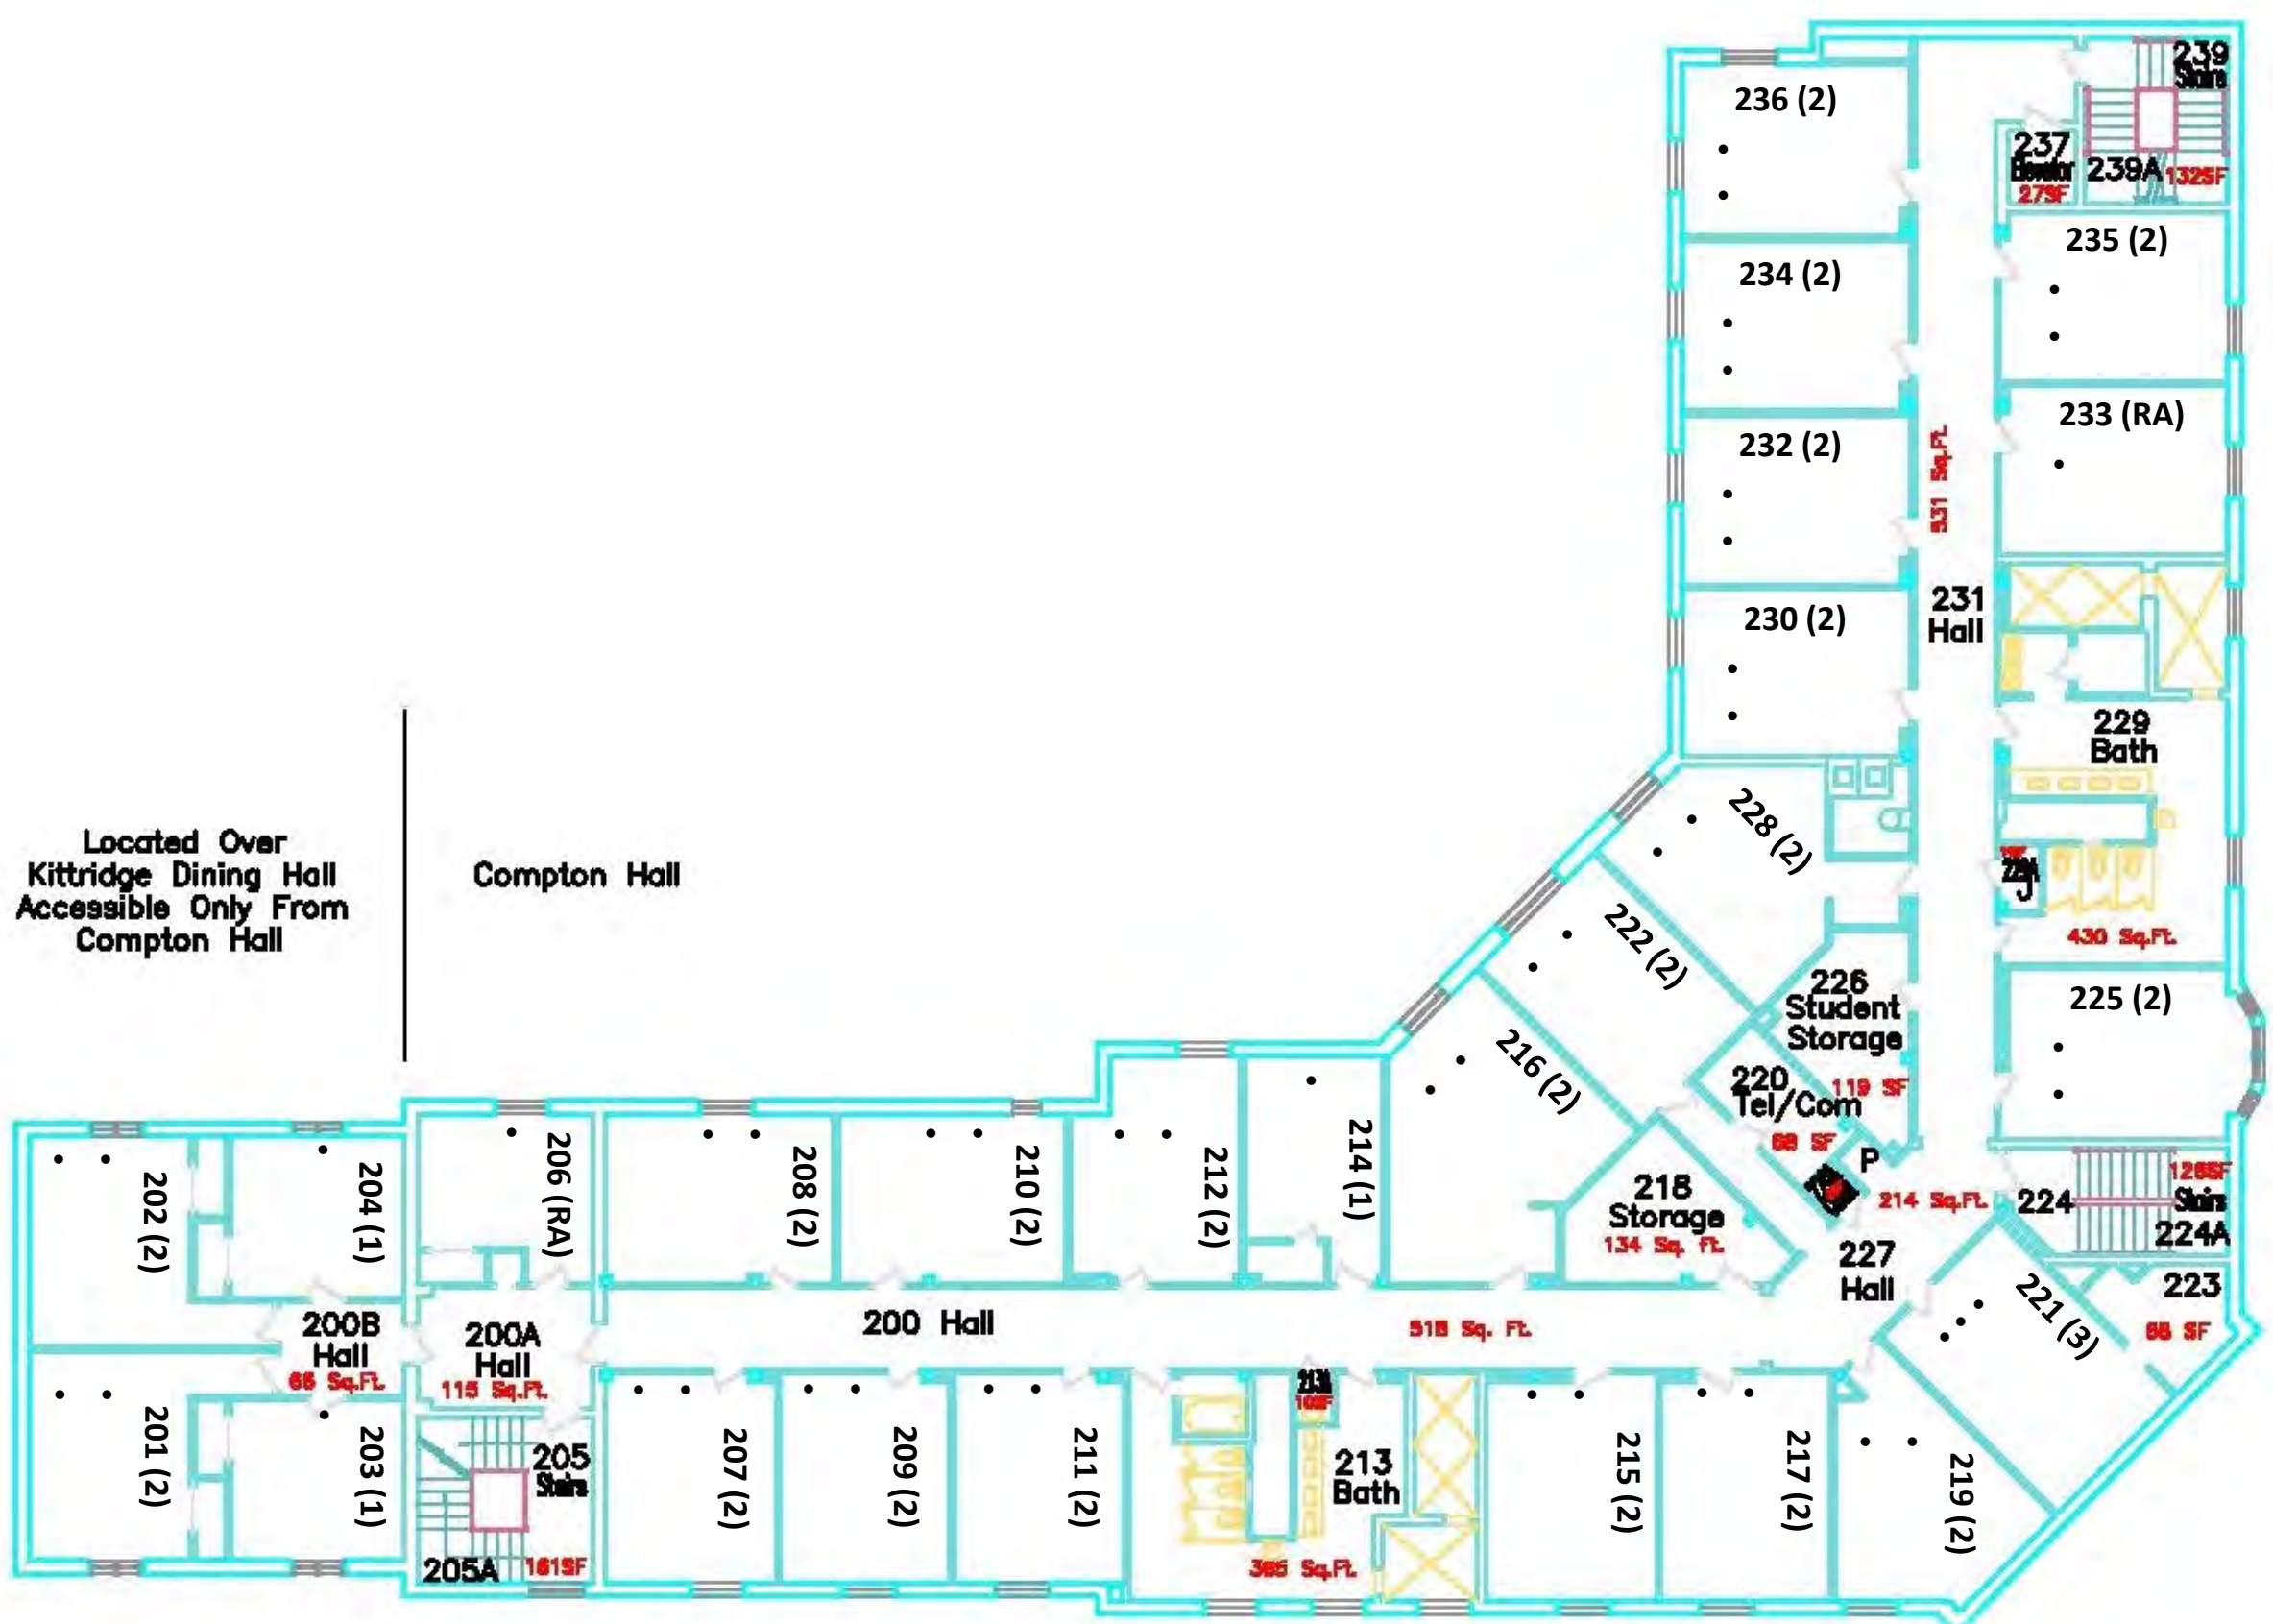 239
Stairs
236 (2)
237
Elevator
27SF
239A
132SF
235 (2)
234 (2)
233 (RA)
232 (2)
531 Sq.Ft.
231
Hall
230 (2)
229
Bath
228 (2)
Located Over
Kittridge Dining Hall
Accessible Only From
Compton Hall
Compton Hall
J
430 Sq.Ft.
222 (2)
226
Student
Storage
119 SF
225 (2)
216 (2)
220
Tel/Com
68 SF
P
214 Sq.Ft.
224
126SF
Stairs
224A
202 (2)
204 (1)
206 (RA)
208 (2)
210 (2)
212 (2)
214 (1)
218
Storage
134 Sq. ft.
227
Hall
223
68 SF
221 (3)
200B
Hall
66 Sq.Ft.
200A
Hall
115 Sq.Ft.
200 Hall
518 Sq. Ft.
213A
201 (2)
203 (1)
205
Stairs
205A
161SF
207 (2)
209 (2)
211 (2)
213
Bath
365 Sq.Ft.
215 (2)
217 (2)
219 (2)